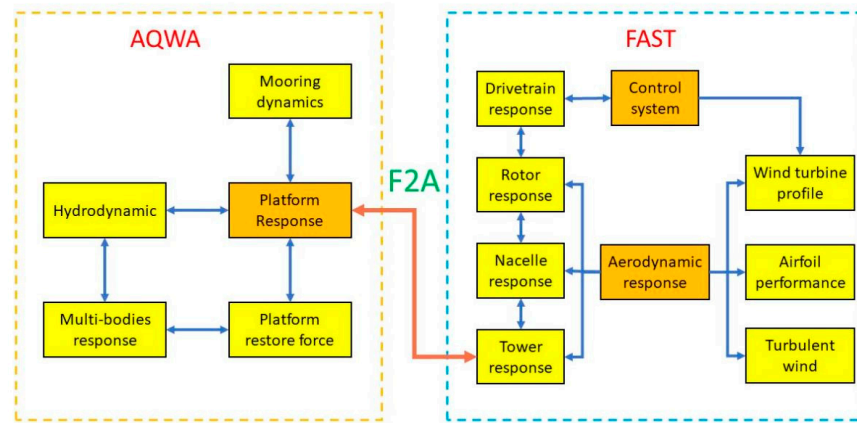 AQWA
Mooring
dynamics
Hydrodynamic
Platform
Response
Multi-bodies
response
Platform
restore force
F2A
FAST
Drivetrain
response
Control
system
Rotor
response
Wind turbine
profile
Nacelle
response
Aerodynamic
response
Airfoil
performance
Tower
response
Turbulent
wind